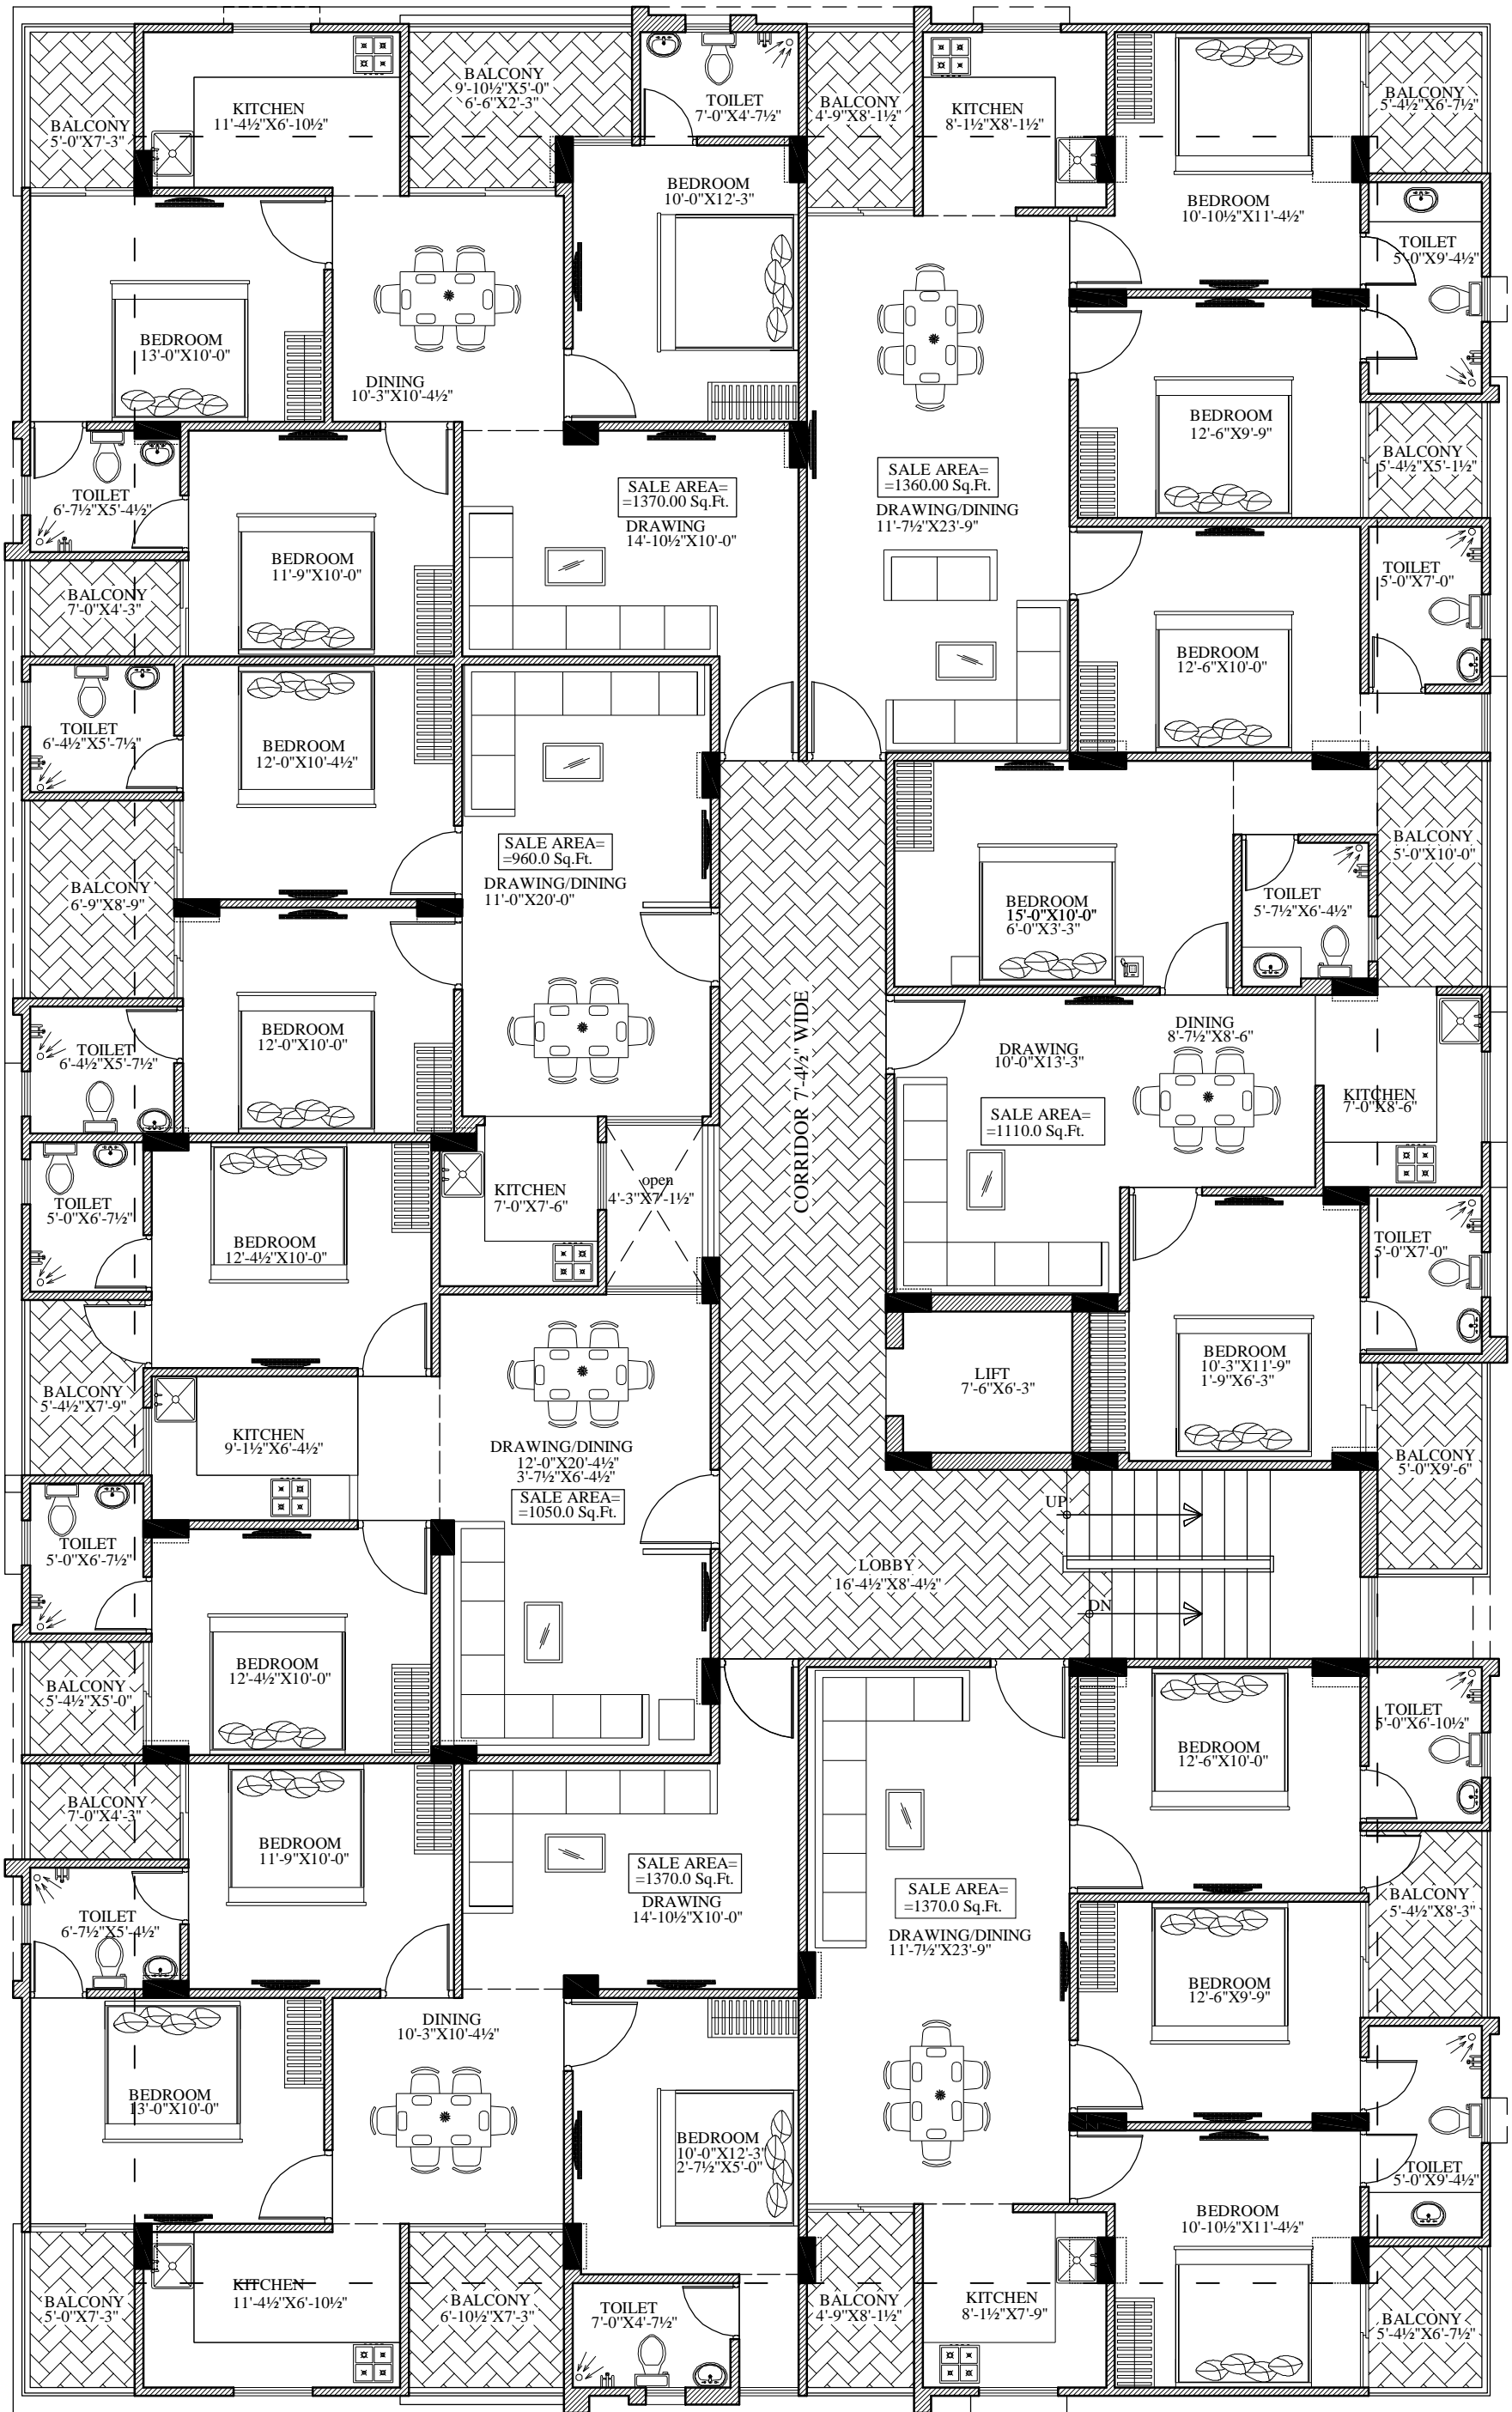 BALCONY
5'-0"X7'-3"
KITCHEN
11'-4½"X6'-10½"
BALCONY
9'-10½"X5'-0
6'-6"X2'-3"
TOILET
7'-0"X4'-7½"
BALCONY
4'-9"X8'-1½"
KITCHEN
8'-1½"X8'-1½"
BALCONY
5'-4½"X6'-7½"
BEDROOM
10'-0"X12'-3"
BEDROOM
10'-10½"X11'-4½"
TOILET
5'-0"X9'-4½"
BEDROOM
13'-0"X10'-0"
DINING
10'-3"X10'-4½"
BEDROOM
12'-6"X9'-9"
BALCONY
5'-4½"X5'-1½"
SALE AREA=
=1370.00 Sq.Ft.
DRAWING
14'-10½"X10'-0"
SALE AREA=
=1360.00 Sq.Ft.
DRAWING/DINING
11'-7½"X23'-9"
TOILET
6'-7½"X5'-4½"
BEDROOM
11'-9"X10'-0"
TOILET
5'-0"X7'-0"
BALCONY
7'-0"X4'-3"
BEDROOM
12'-6"X10'-0"
TOILET
6'-4½"X5'-7½"
BEDROOM
12'-0"X10'-4½"
SALE AREA=
=960.0 Sq.Ft.
DRAWING/DINING
11'-0"X20'-0"
BALCONY
5'-0"X10'-0"
BALCONY
6'-9"X8'-9"
BEDROOM
15'-0"X10'-0"
6'-0"X3'-3"
TOILET
5'-7½"X6'-4½"
TOILET
6'-4½"X5'-7½"
BEDROOM
12'-0"X10'-0"
CORRIDOR 7'-4½" WIDE
DRAWING
10'-0"X13'-3"
DINING
8'-7½"X8'-6"
KITCHEN
7'-0"X8'-6"
SALE AREA=
=1110.0 Sq.Ft.
TOILET
5'-0"X6'-7½"
BEDROOM
12'-4½"X10'-0"
KITCHEN
7'-0"X7'-6"
open
4'-3"X7'-1½"
TOILET
5'-0"X7'-0"
BALCONY
5'-4½"X7'-9"
LIFT
7'-6"X6'-3"
BEDROOM
10'-3"X11'-9"
1'-9"X6'-3"
KITCHEN
9'-1½"X6'-4½"
DRAWING/DINING
12'-0"X20'-4½"
3'-7½"X6'-4½"
SALE AREA=
=1050.0 Sq.Ft.
BALCONY
5'-0"X9'-6"
UP
TOILET
5'-0"X6'-7½"
LOBBY
16'-4½"X8'-4½"
DN
BALCONY
5'-4½"X5'-0"
BEDROOM
12'-4½"X10'-0"
TOILET
5'-0"X6'-10½"
BEDROOM
12'-6"X10'-0"
BALCONY
7'-0"X4'-3"
BEDROOM
11'-9"X10'-0"
SALE AREA=
=1370.0 Sq.Ft.
DRAWING
14'-10½"X10'-0"
SALE AREA=
=1370.0 Sq.Ft.
DRAWING/DINING
11'-7½"X23'-9"
BALCONY
5'-4½"X8'-3"
TOILET
6'-7½"X5'-4½"
BEDROOM
12'-6"X9'-9"
DINING
10'-3"X10'-4½"
BEDROOM
13'-0"X10'-0"
BEDROOM
10'-0"X12'-3"
2'-7½"X5'-0"
TOILET
5'-0"X9'-4½"
BEDROOM
10'-10½"X11'-4½"
BALCONY
5'-0"X7'-3"
KITCHEN
11'-4½"X6'-10½"
BALCONY
6'-10½"X7'-3"
TOILET
7'-0"X4'-7½"
BALCONY
4'-9"X8'-1½"
KITCHEN
8'-1½"X7'-9"
BALCONY
5'-4½"X6'-7½"